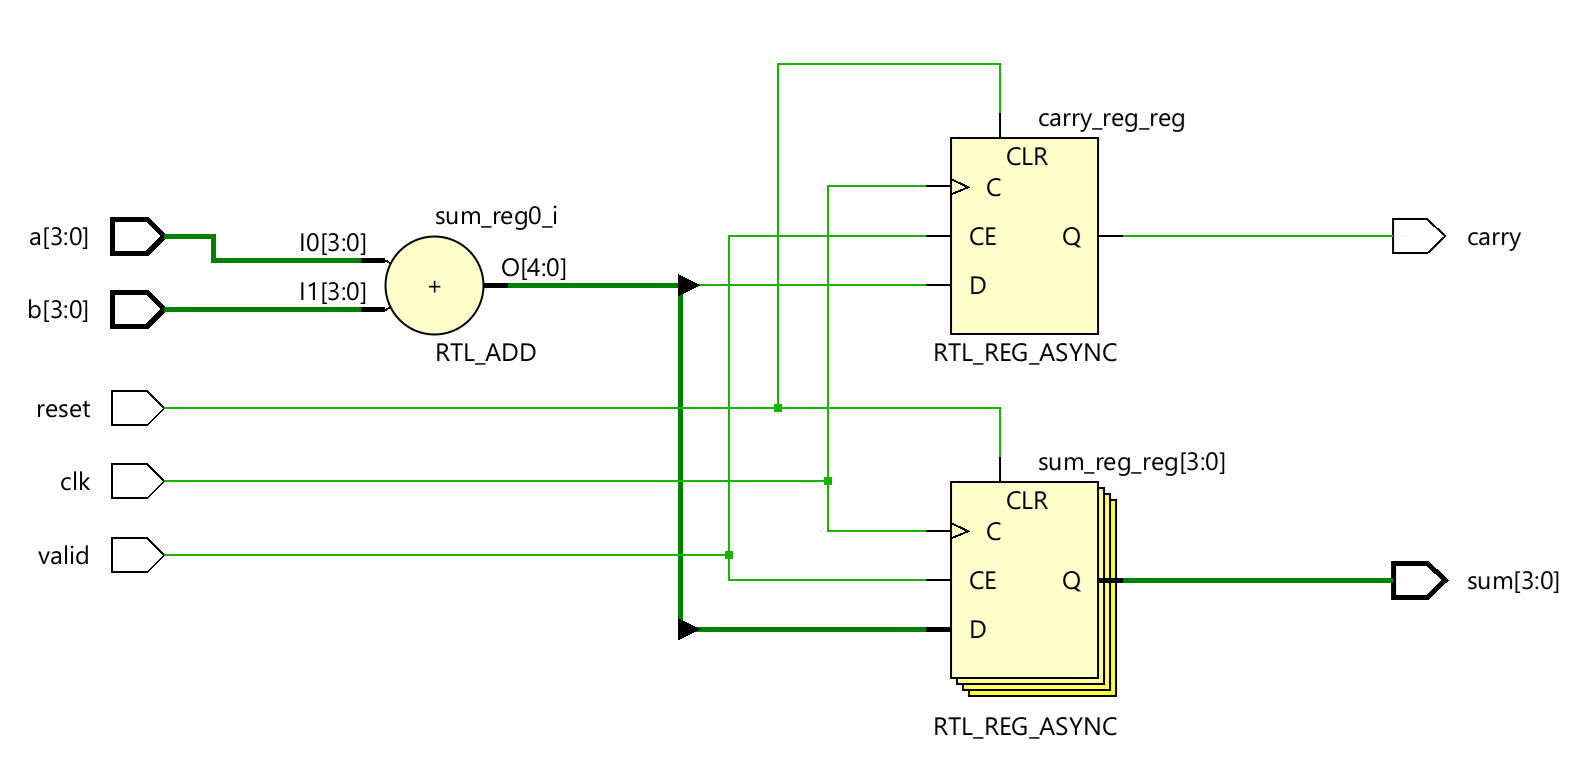 carry_reg_reg
CLR
C
CE
Q
D
RTL_REG_ASYNC
carry
sum_reg0_i
a[3:0]
I0[3:0]
O[4:0]
+
b[3:0]
I1[3:0]
RTL_ADD
reset
clk
valid
sum_reg_reg[3:0]
CLR
C
CE
Q
D
RTL_REG_ASYNC
sum[3:0]